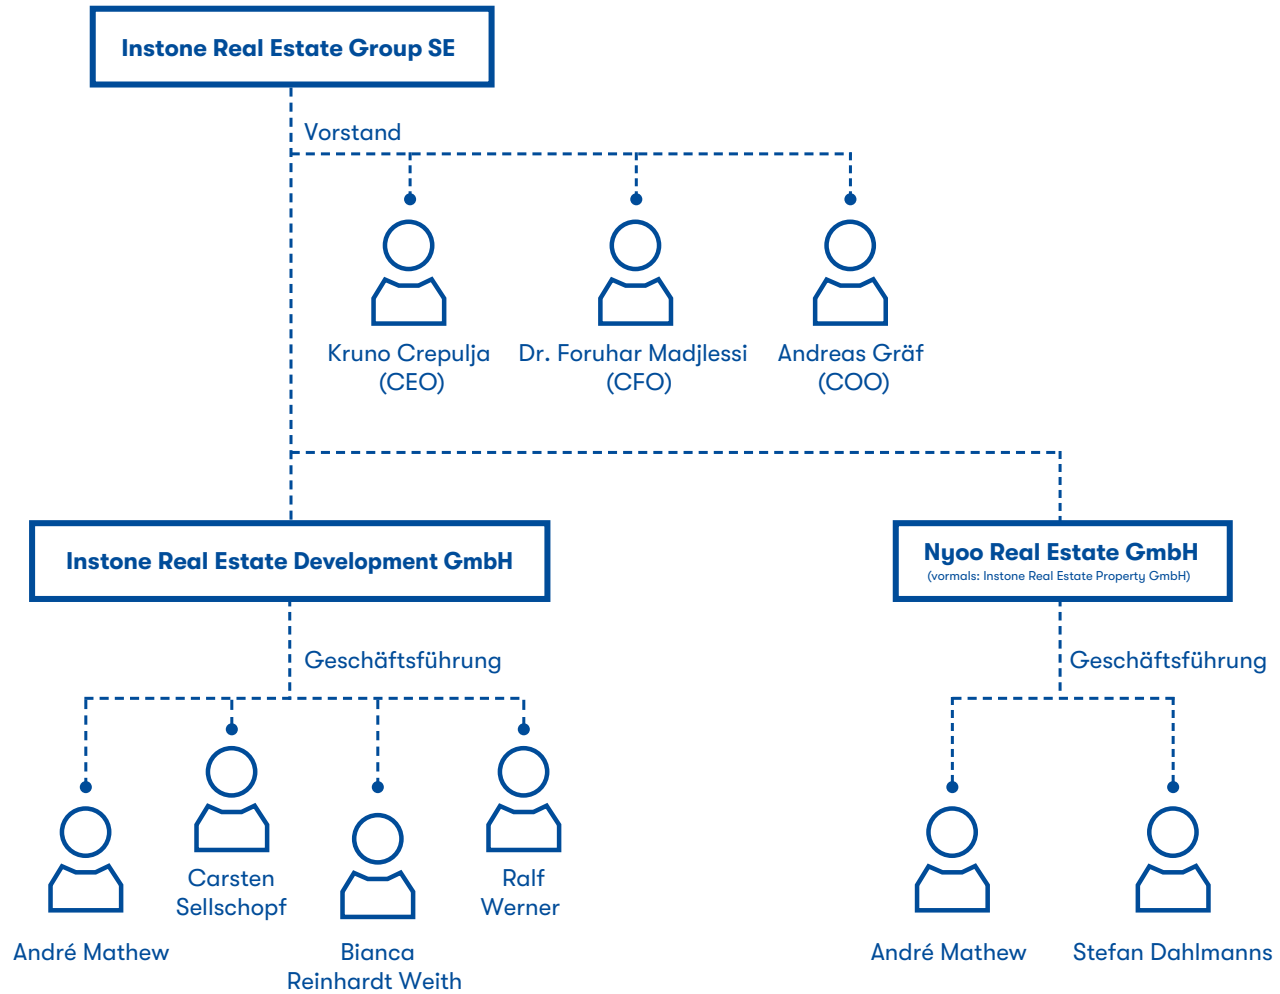 Instone Real Estate Group SE
Vorstand
Kruno Crepulja
(CEO)
Dr. Foruhar Madjlessi
(CFO)
Andreas Gräf
(COO)
Instone Real Estate Development GmbH
Nyoo Real Estate GmbH
(vormals: Instone Real Estate Property GmbH)
Geschäftsführung
Geschäftsführung
André Mathew
Carsten
Sellschopf
Bianca
Reinhardt Weith
Ralf
Werner
André Mathew
Stefan Dahlmanns